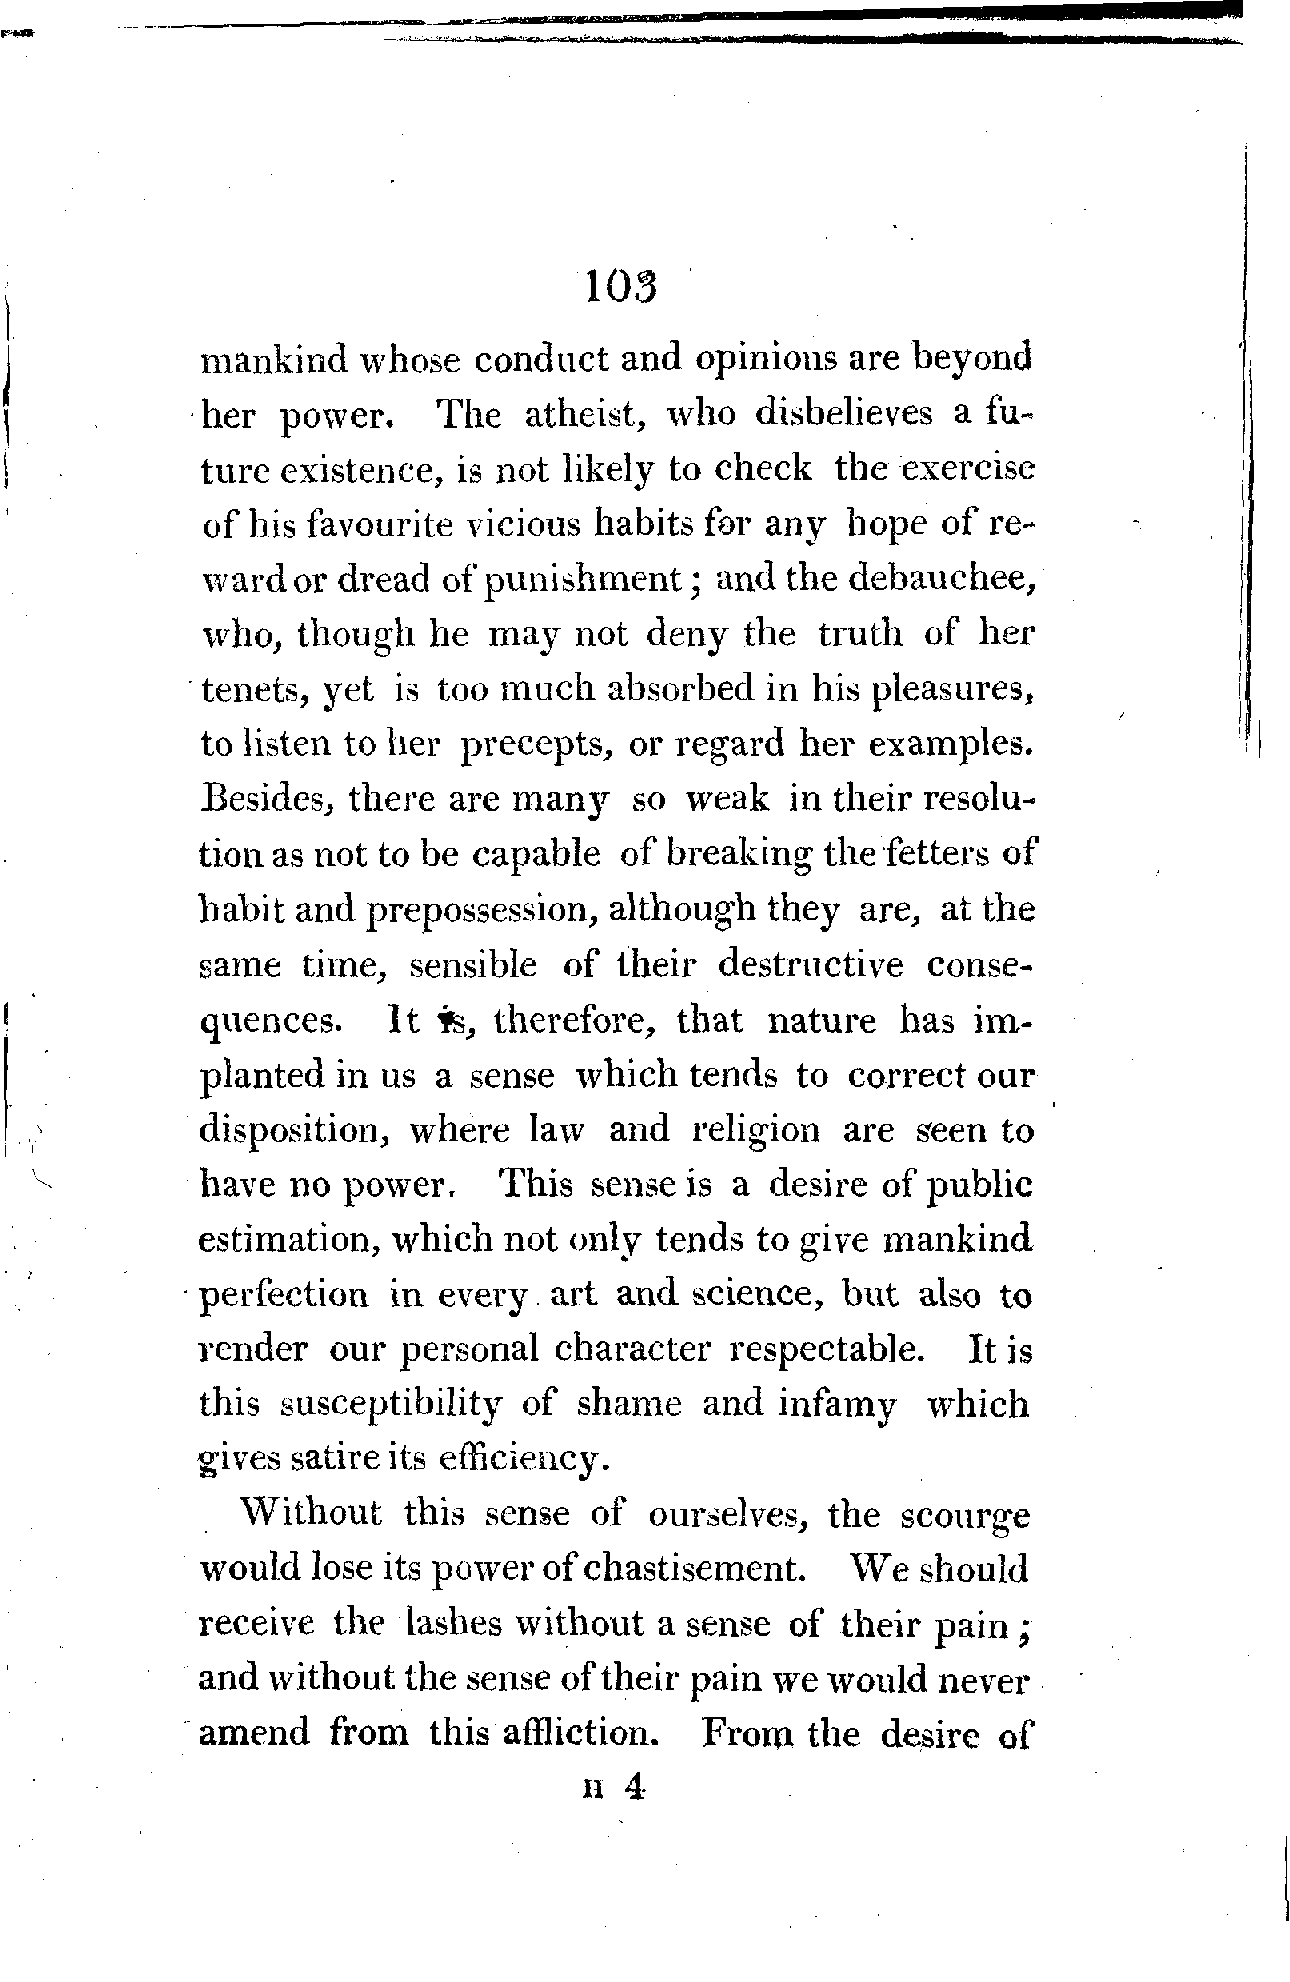 103
mankind whose conduct and opinions are beyond
her power. The atheist, who disbelieves a fu-
ture existence, is not likely to check the exercise
of his favourite vicious habits for any hope of re-
ward or dread of punishment; and the debauchee,
who, though he may not deny the truth of her
tenets, yet is too much absorbed in his pleasures,
to listen to her precepts, or regard her examples.
Besides, there are many so weak in their resolu-
tion as not to be capable of breaking the fetters of
habit and prepossession, although they are, at the
same time, sensible of their destructive conse-
quences. It is, therefore, that nature has im-
planted in us a sense which tends to correct our
disposition, where law and religion are seen to
have no power. This sense is a desire of public
estimation, which not only tends to give mankind
perfection in every art and science, but also to
render our personal character respectable. It is
this susceptibility of shame and infamy which
gives satire its efficiency.
Without this sense of ourselves, the scourge
would lose its power of chastisement. We should
receive the lashes without a sense of their pain;
and without the sense of their pain we would never
amend from this affliction. From the desire of
H 4